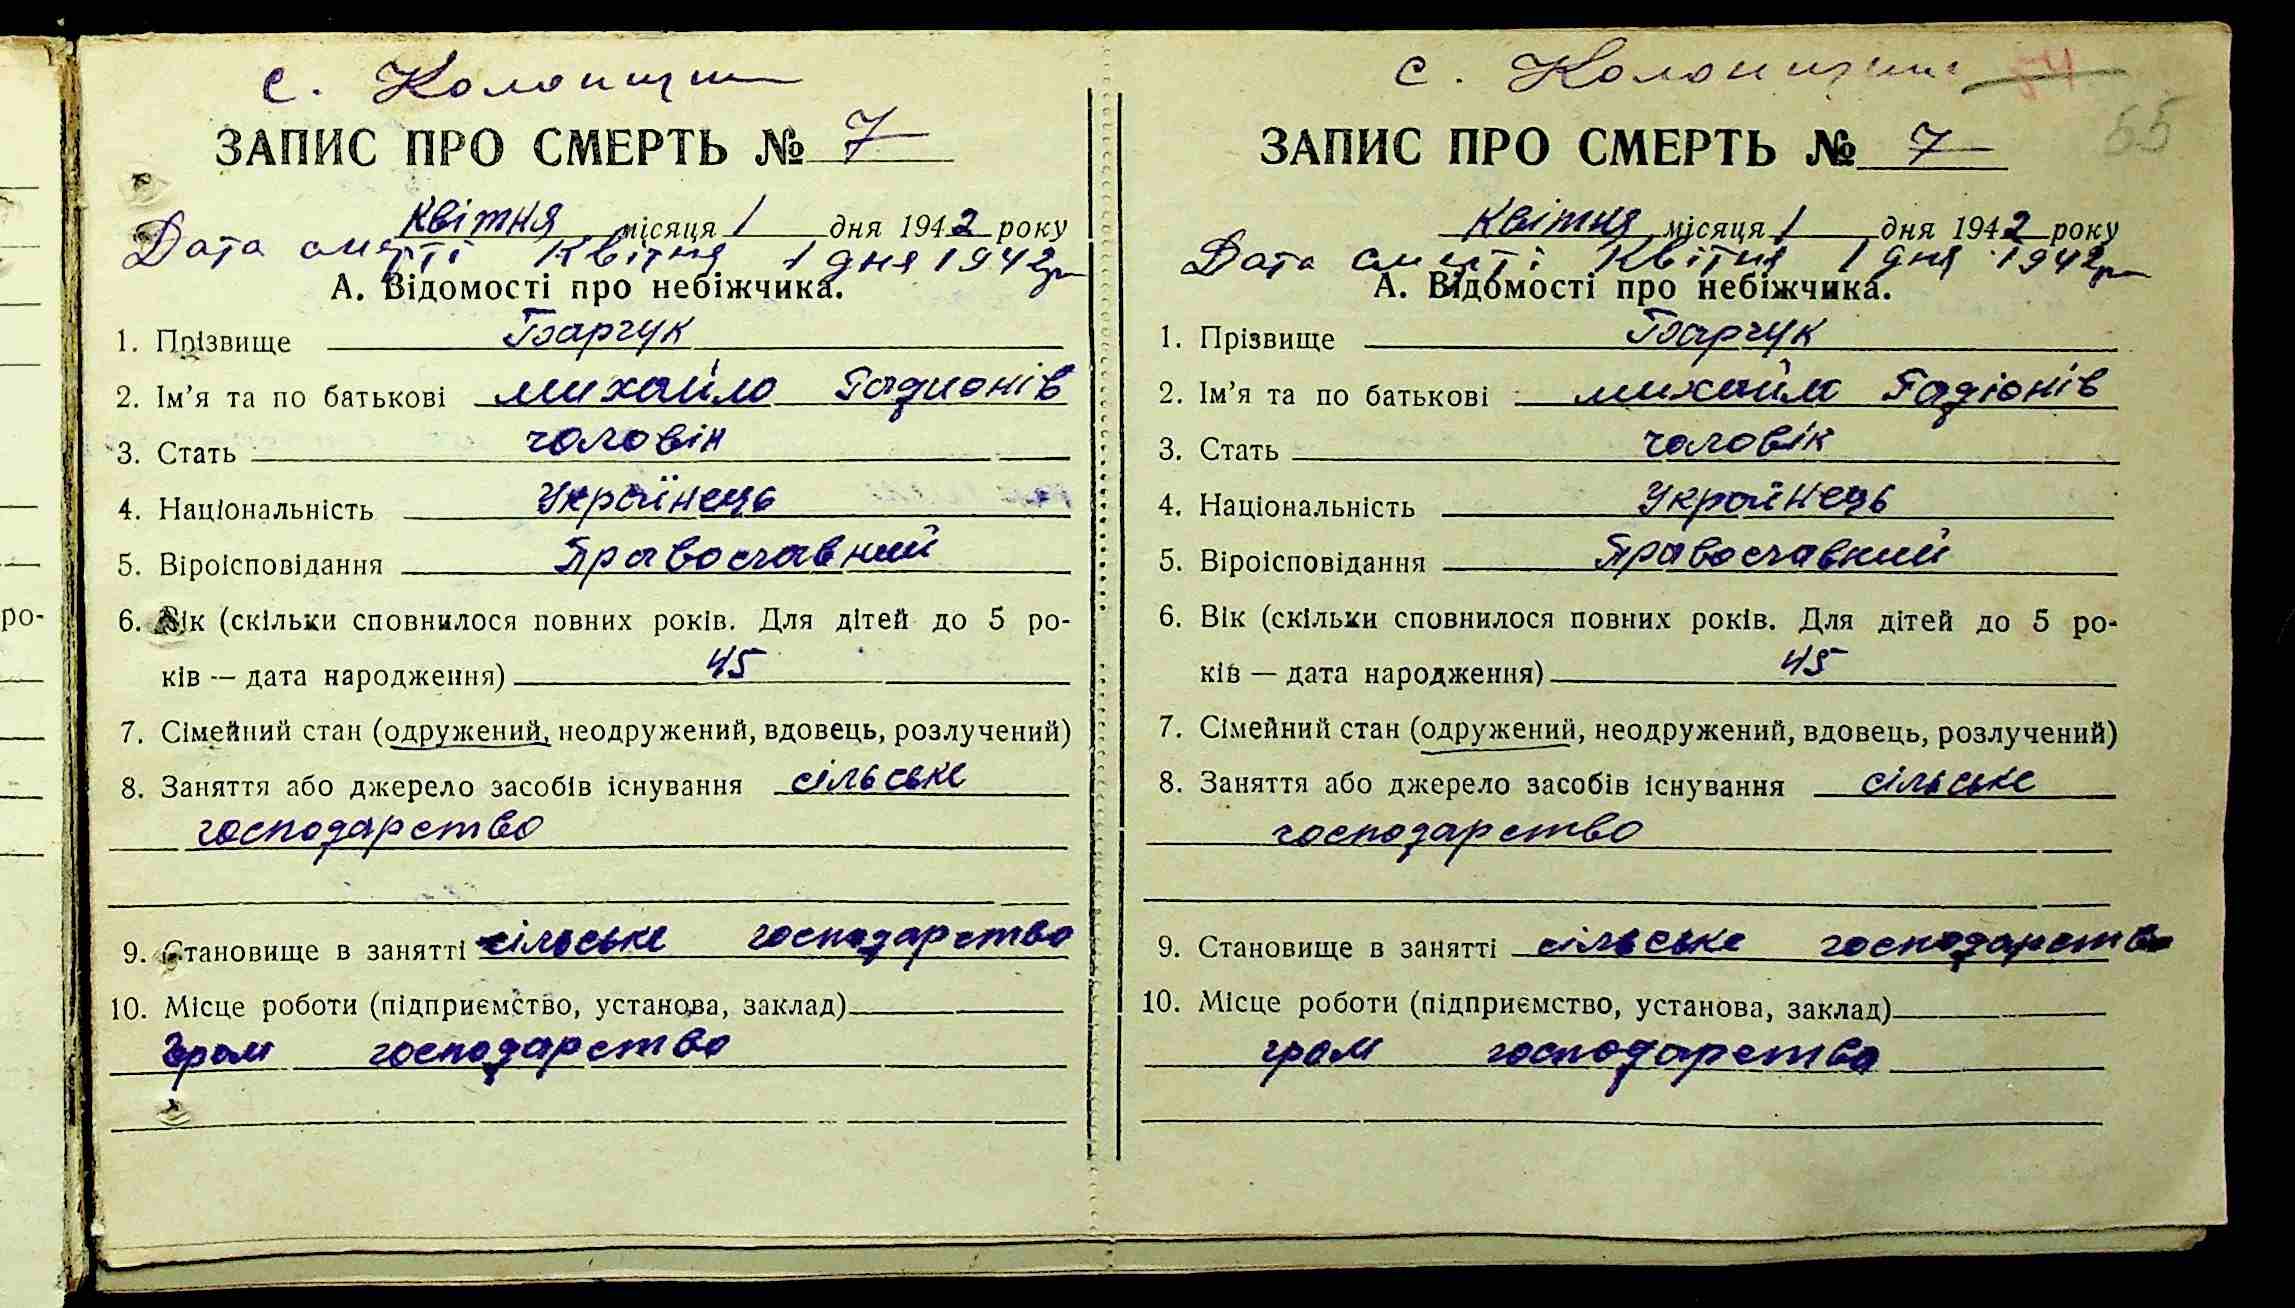 ро-
с. Колонщин
ЗАПИС ПРО СМЕРТЬ № 7
Квітня місяця 1 дня 1942 року
Дата смерті Квітня 1 дня 1942 р
А. Відомості про небіжчика.
1. Прізвище Барчук
2. Ім'я та по батькові михайло Радионів
3. Стать чоловік
4. Національність Українець
5. Віроісповідання Православний
6. Вік (скільки сповнилося повних років. Для дітей до 5 ро-
ків — дата народження) 45
7. Сімейний стан (одружений, неодружений, вдовець, розлучений)
8. Заняття або джерело засобів існування сільське
господарство
9. Становище в занятті сільське господарство
10. Місце роботи (підприємство, установа, заклад)
гром господарство
с. Колонщини 54
55
ЗАПИС ПРО СМЕРТЬ № 7
Квітня місяця 1 дня 1942 року
Дата смерті Квітня 1 дня 1942 р
А. Відомості про небіжчика.
1. Прізвище Барчук
2. Ім'я та по батькові михайло Радіонів
3. Стать чоловік
4. Національність Українець
5. Віроісповідання Православний
6. Вік (скільки сповнилося повних років. Для дітей до 5 ро-
ків — дата народження) 45
7. Сімейний стан (одружений, неодружений, вдовець, розлучений)
8. Заняття або джерело засобів існування сільське
господарство
9. Становище в занятті сільське господарство
10. Місце роботи (підприємство, установа, заклад)
гром господарство